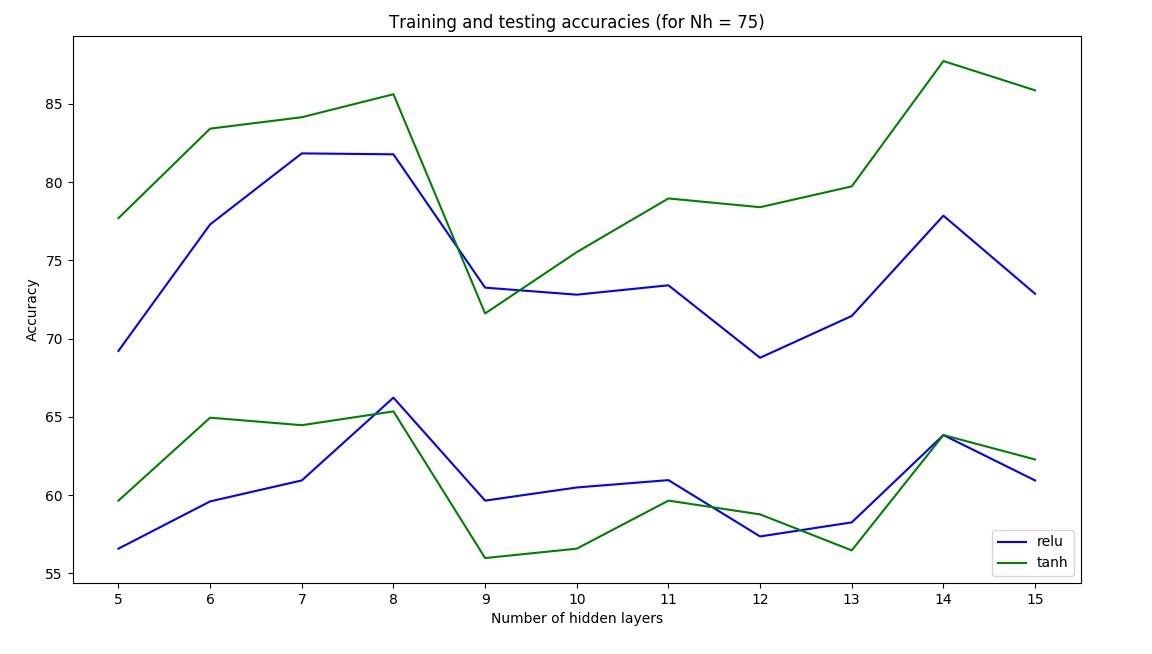 Training and testing accuracies (for Nh = 75)
Accuracy
85
80
75
70
65
60
55
5 6 7 8 9 10 11 12 13 14 15
Number of hidden layers
relu
tanh